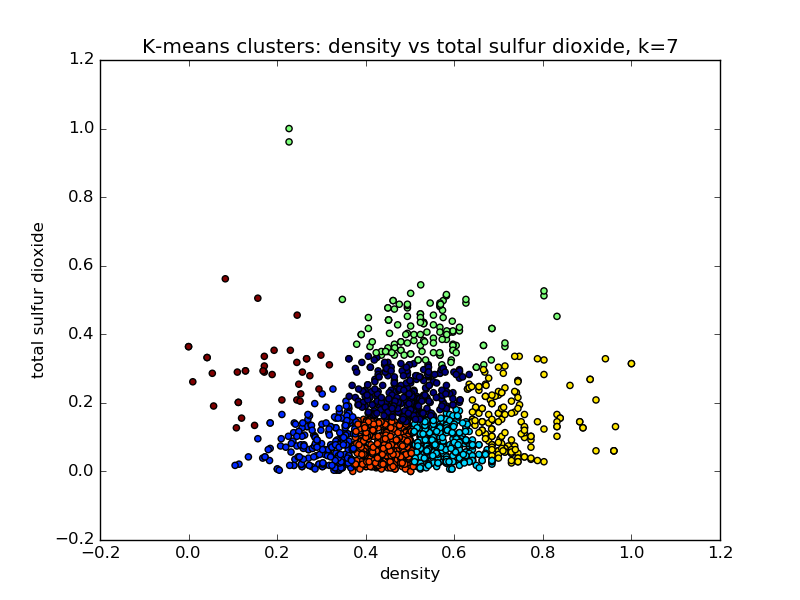 K-means clusters: density vs total sulfur dioxide, k=7
1.2
1.0
0.8
0.6
0.4
0.2
0.0
−0.2
total sulfur dioxide
−0.2 0.0 0.2 0.4 0.6 0.8 1.0 1.2
density